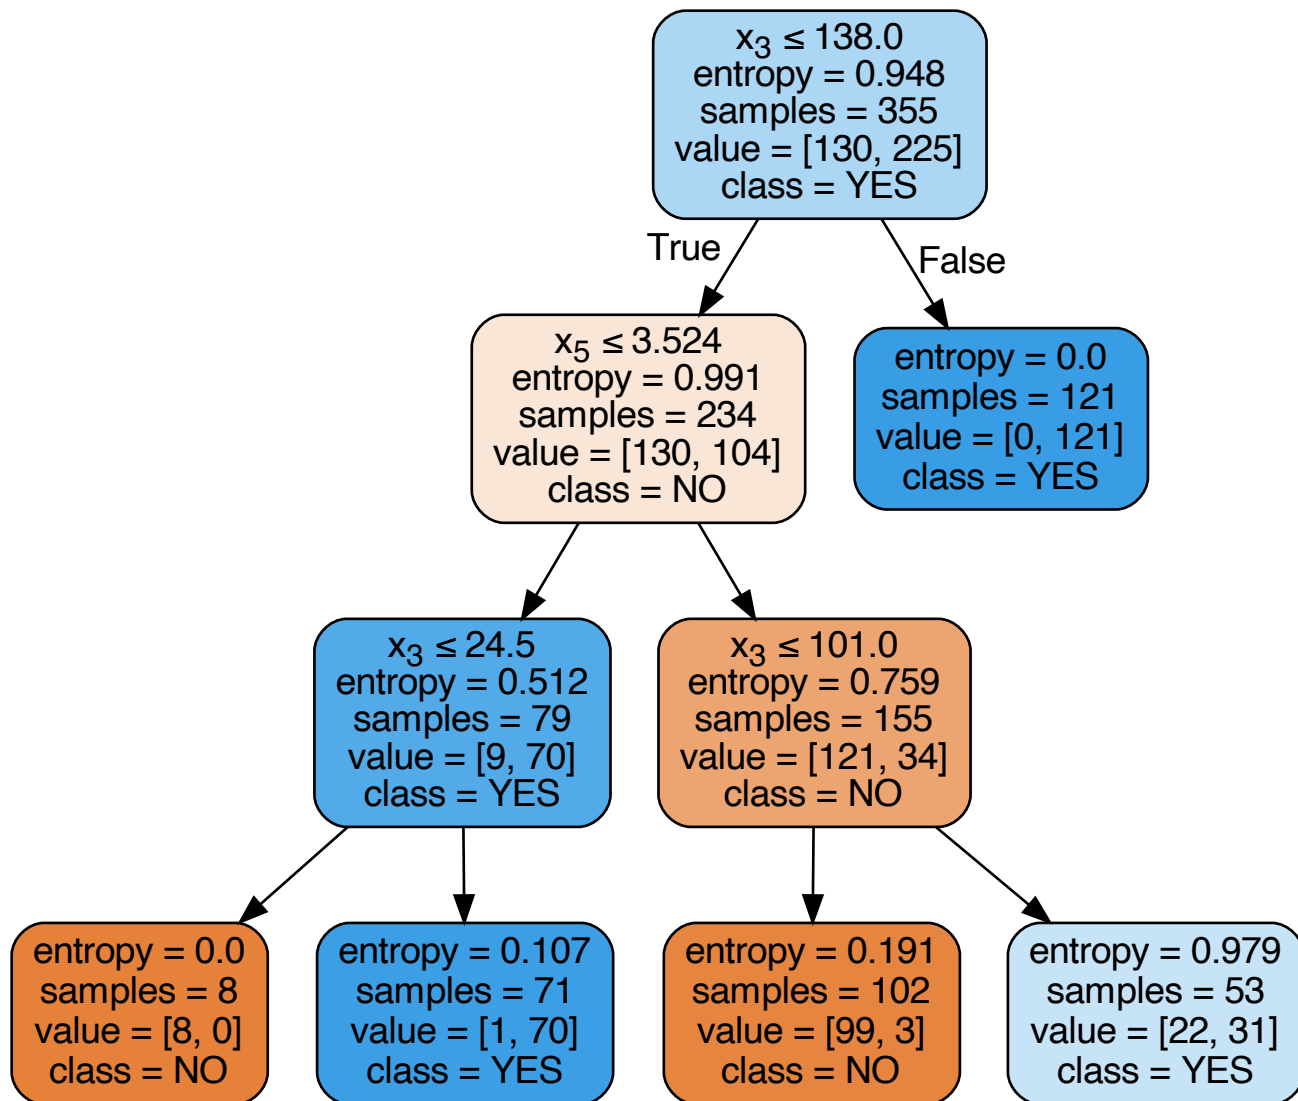 x₃ ≤ 138.0
entropy = 0.948
samples = 355
value = [130, 225]
class = YES
True
False
x₅ ≤ 3.524
entropy = 0.991
samples = 234
value = [130, 104]
class = NO
entropy = 0.0
samples = 121
value = [0, 121]
class = YES
x₃ ≤ 24.5
entropy = 0.512
samples = 79
value = [9, 70]
class = YES
x₃ ≤ 101.0
entropy = 0.759
samples = 155
value = [121, 34]
class = NO
entropy = 0.0
samples = 8
value = [8, 0]
class = NO
entropy = 0.107
samples = 71
value = [1, 70]
class = YES
entropy = 0.191
samples = 102
value = [99, 3]
class = NO
entropy = 0.979
samples = 53
value = [22, 31]
class = YES